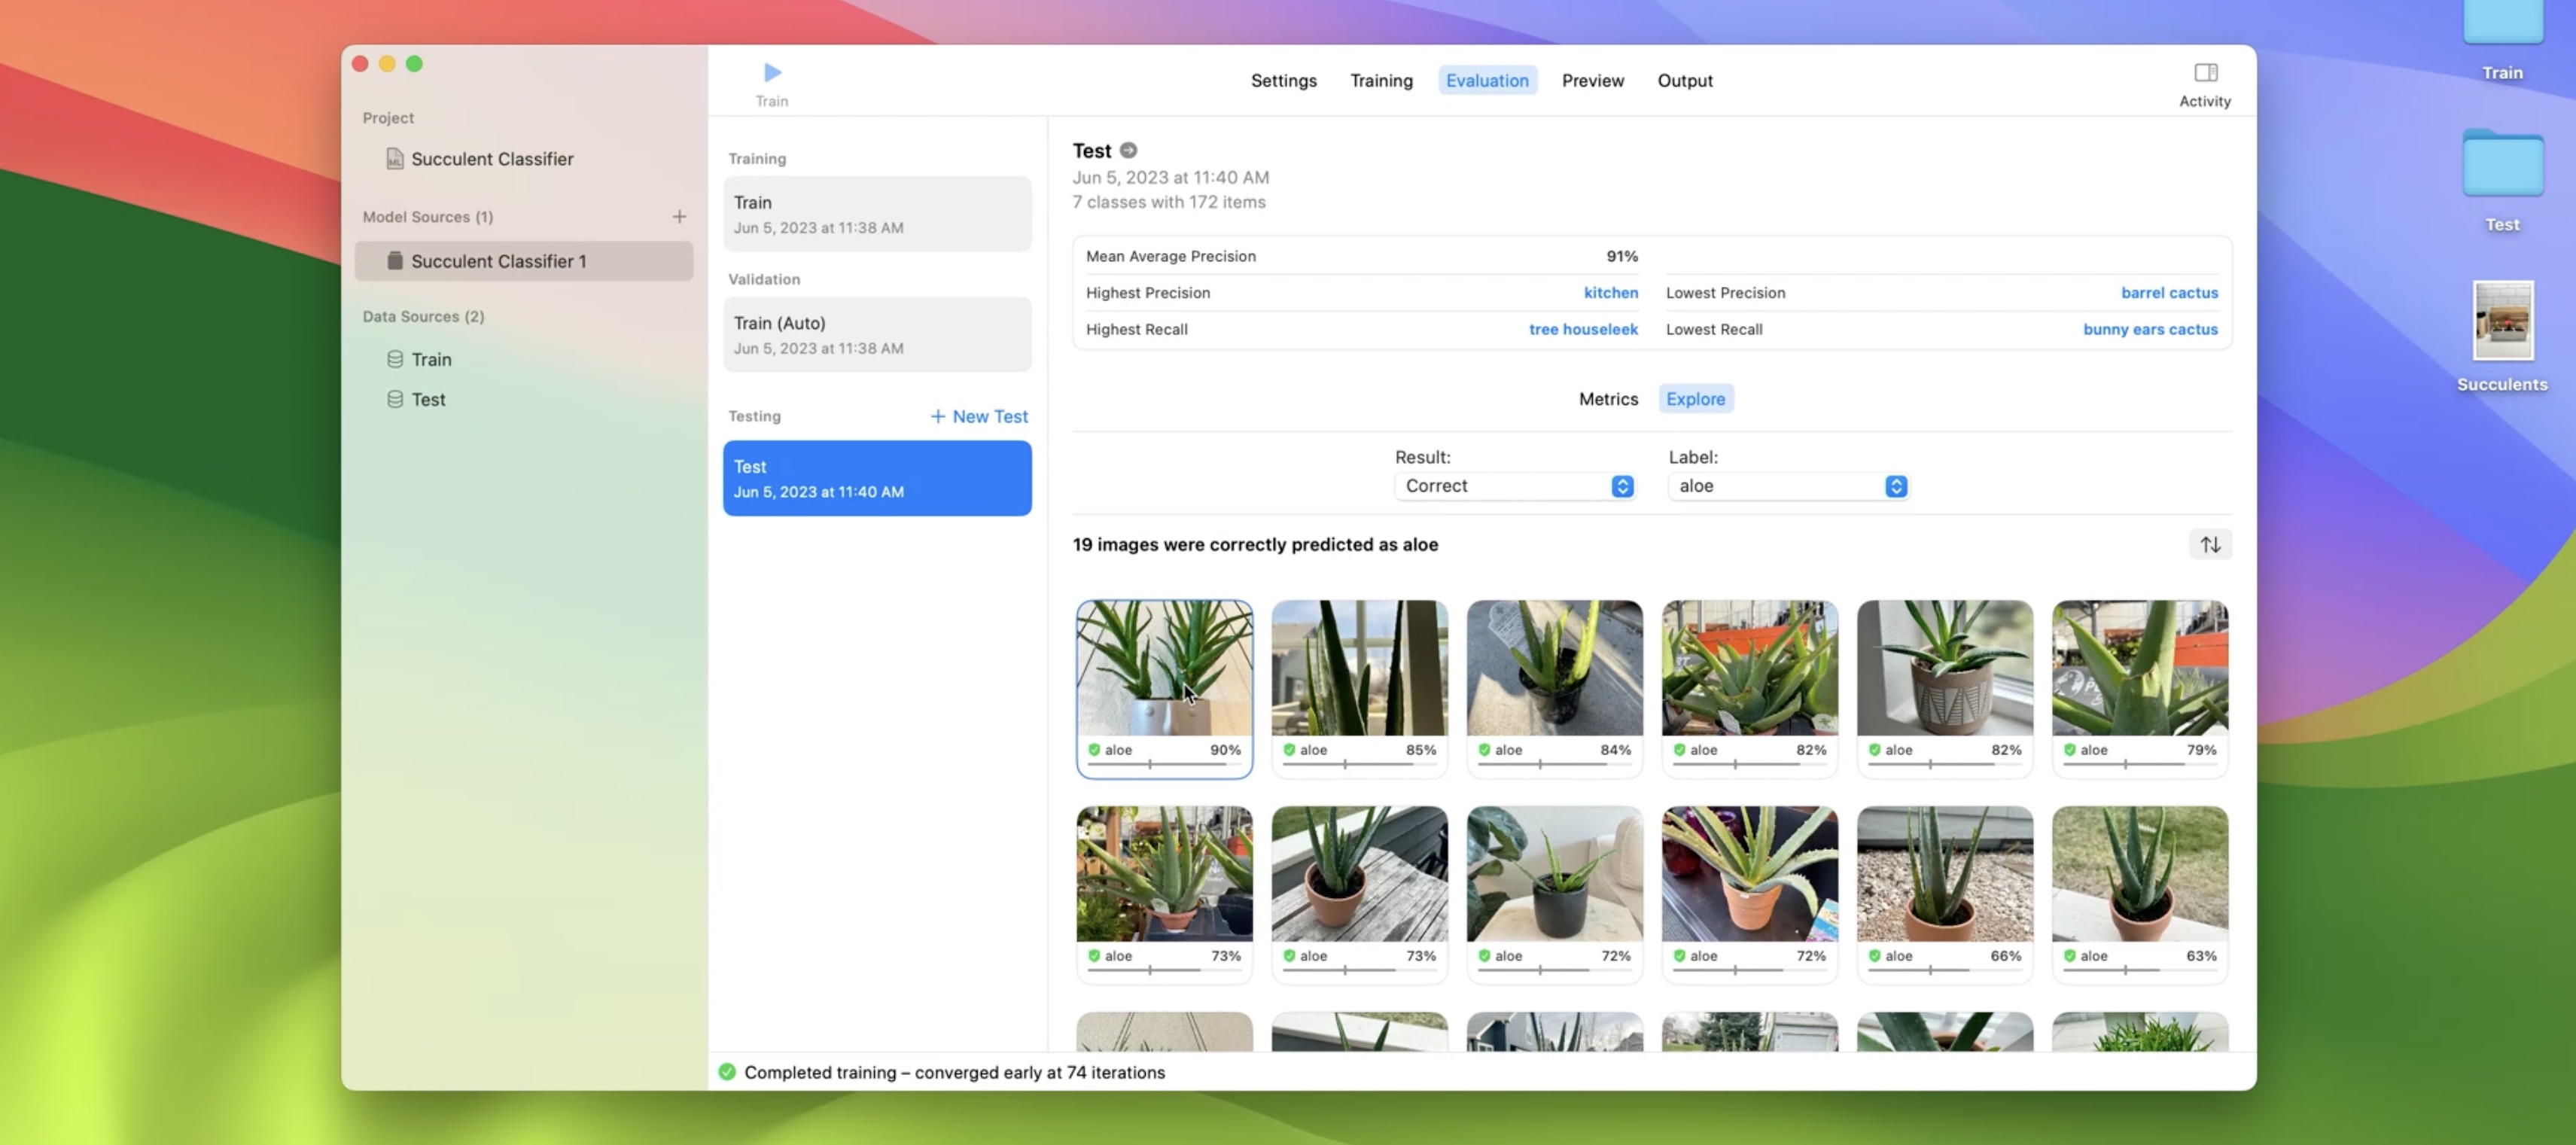 Train
Settings
Training
Evaluation
Preview
Output
Activity
Project
ML
Succulent Classifier
Model Sources (1)
Succulent Classifier 1
Data Sources (2)
Train
Test
Training
Train
Jun 5, 2023 at 11:38 AM
Validation
Train (Auto)
Jun 5, 2023 at 11:38 AM
Testing
+ New Test
Test
Jun 5, 2023 at 11:40 AM
Test
Jun 5, 2023 at 11:40 AM
7 classes with 172 items
Mean Average Precision 91%
Highest Precision kitchen Lowest Precision barrel cactus
Highest Recall tree houseleek Lowest Recall bunny ears cactus
Metrics
Explore
Result:
Correct
Label:
aloe
19 images were correctly predicted as aloe
aloe 90%
aloe 85%
aloe 84%
aloe 82%
aloe 82%
aloe 79%
aloe 73%
aloe 73%
aloe 72%
aloe 72%
aloe 66%
aloe 63%
Completed training – converged early at 74 iterations
Train
Test
Succulents